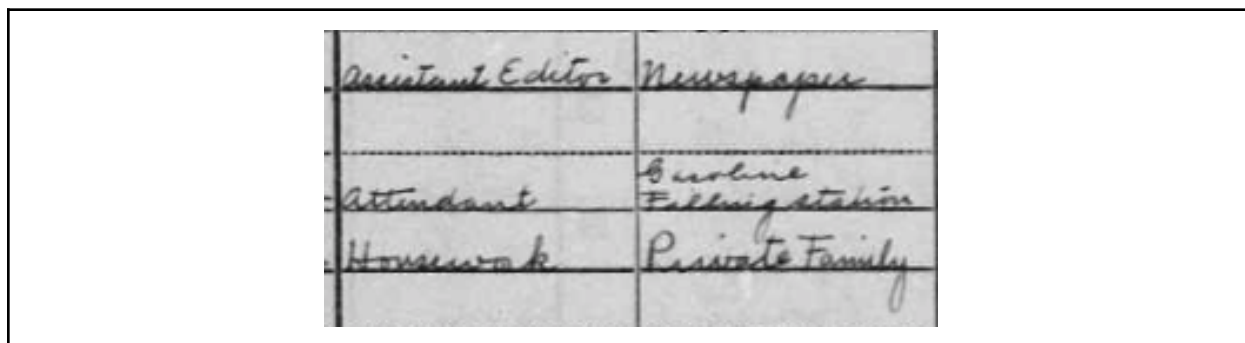 Assistant Editor Newspaper
Gasoline
Attendant Filling station
Housework Private Family